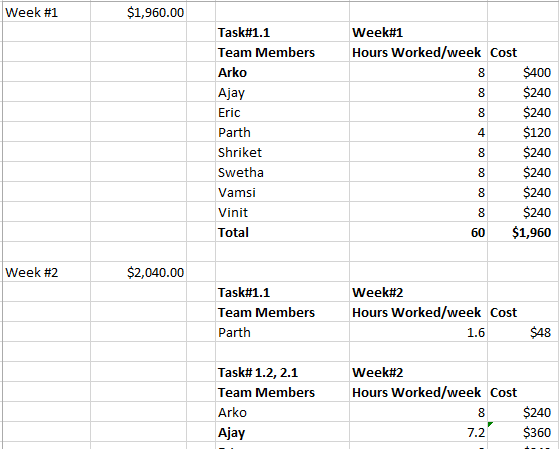 Week #1 $1,960.00
Task#1.1 Week#1
Team Members Hours Worked/week Cost
Arko 8 $400
Ajay 8 $240
Eric 8 $240
Parth 4 $120
Shriket 8 $240
Swetha 8 $240
Vamsi 8 $240
Vinit 8 $240
Total 60 $1,960
Week #2 $2,040.00
Task#1.1 Week#2
Team Members Hours Worked/week Cost
Parth 1.6 $48
Task# 1.2, 2.1 Week#2
Team Members Hours Worked/week Cost
Arko 8 $240
Ajay 7.2 $360